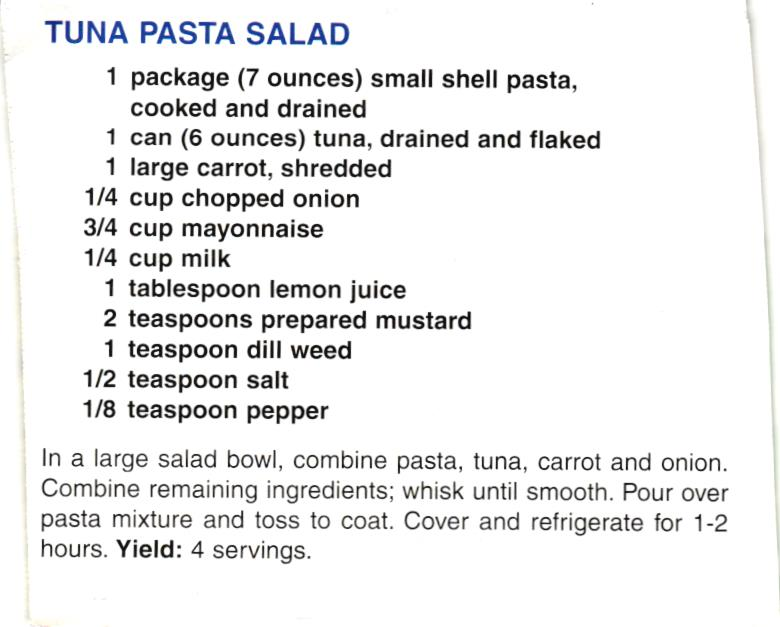 TUNA PASTA SALAD
1 package (7 ounces) small shell pasta,
cooked and drained
1 can (6 ounces) tuna, drained and flaked
1 large carrot, shredded
1/4 cup chopped onion
3/4 cup mayonnaise
1/4 cup milk
1 tablespoon lemon juice
2 teaspoons prepared mustard
1 teaspoon dill weed
1/2 teaspoon salt
1/8 teaspoon pepper
In a large salad bowl, combine pasta, tuna, carrot and onion.
Combine remaining ingredients; whisk until smooth. Pour over
pasta mixture and toss to coat. Cover and refrigerate for 1-2
hours. Yield: 4 servings.